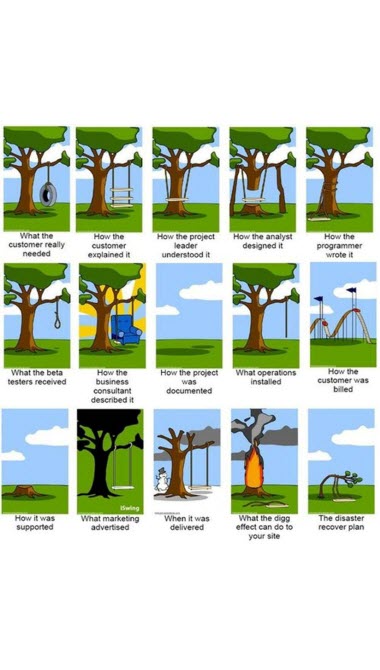 What the
customer really
needed
How the
customer
explained it
How the project
leader
understood it
How the analyst
designed it
How the
programmer
wrote it
What the beta
testers received
How the
business
consultant
described it
How the project
was
documented
What operations
installed
How the
customer was
billed
How it was
supported
iSwing
What marketing
advertised
When it was
delivered
What the digg
effect can do to
your site
The disaster
recover plan